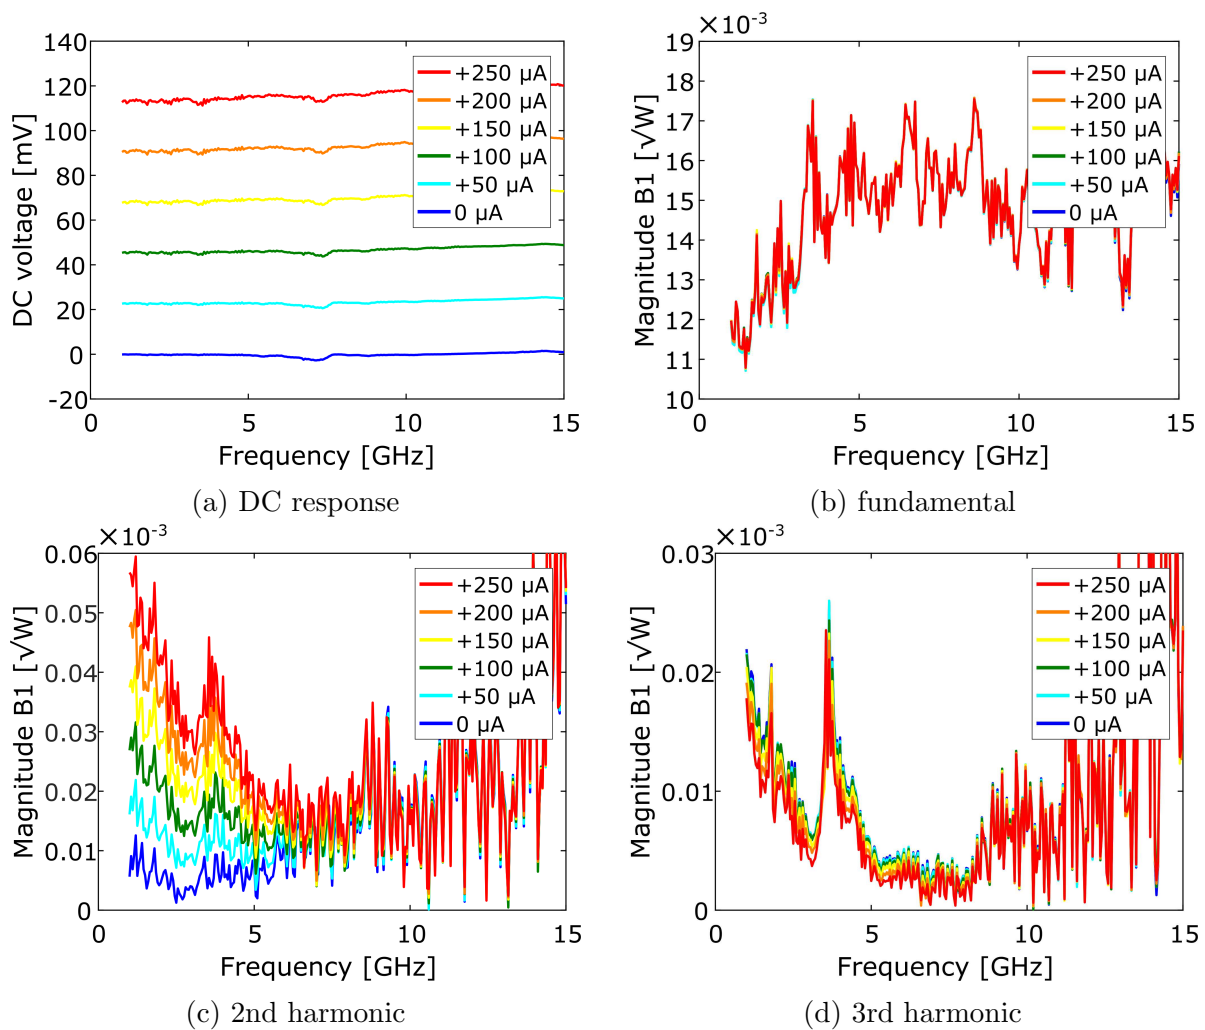 140
120
100
80
60
40
20
0
-20
DC voltage [mV]
+250 µA
+200 µA
+150 µA
+100 µA
+50 µA
0 µA
0 5 10 15
Frequency [GHz]
(a) DC response
×10⁻³
19
18
17
16
15
14
13
12
11
10
Magnitude B1 [√W]
+250 µA
+200 µA
+150 µA
+100 µA
+50 µA
0 µA
0 5 10 15
Frequency [GHz]
(b) fundamental
×10⁻³
0.06
0.05
0.04
0.03
0.02
0.01
0
Magnitude B1 [√W]
+250 µA
+200 µA
+150 µA
+100 µA
+50 µA
0 µA
0 5 10 15
Frequency [GHz]
(c) 2nd harmonic
×10⁻³
0.03
0.02
0.01
0
Magnitude B1 [√W]
+250 µA
+200 µA
+150 µA
+100 µA
+50 µA
0 µA
0 5 10 15
Frequency [GHz]
(d) 3rd harmonic